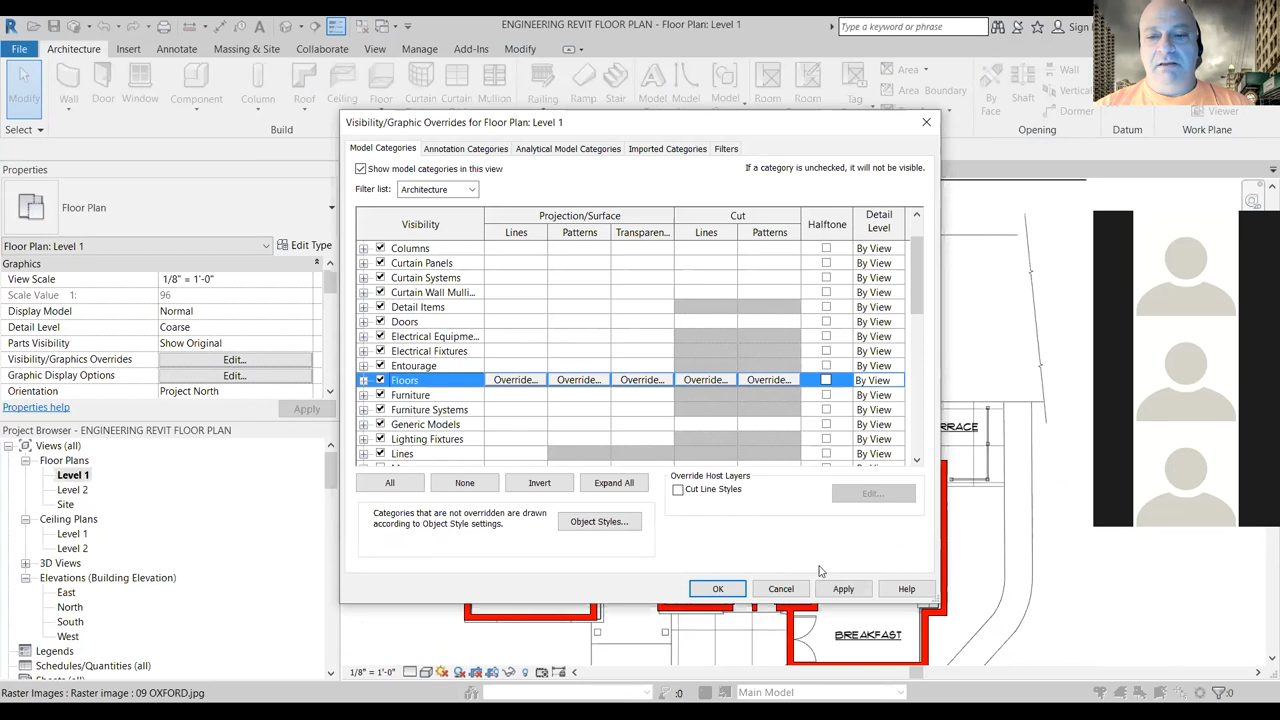 ENGINEERING REVIT FLOOR PLAN - Floor Plan: Level 1
Type a keyword or phrase
Sign
File Architecture Insert Annotate Massing & Site Collaborate View Manage Add-Ins Modify
Modify Wall Door Window Component Column Roof Ceiling Floor Curtain Curtain Mullion Railing Ramp Stair Model Model Model Room Room Tag Area Area Boundary By Face Shaft Wall Vertical Dormer Viewer
Select Build Opening Datum Work Plane
Properties
Floor Plan
Floor Plan: Level 1 Edit Type
Graphics
View Scale 1/8" = 1'-0"
Scale Value 1: 96
Display Model Normal
Detail Level Coarse
Parts Visibility Show Original
Visibility/Graphics Overrides Edit...
Graphic Display Options Edit...
Orientation Project North
Properties help Apply
Project Browser - ENGINEERING REVIT FLOOR PLAN
Views (all)
Floor Plans
Level 1
Level 2
Site
Ceiling Plans
Level 1
Level 2
3D Views
Elevations (Building Elevation)
East
North
South
West
Legends
Schedules/Quantities (all)
Visibility/Graphic Overrides for Floor Plan: Level 1
Model Categories Annotation Categories Analytical Model Categories Imported Categories Filters
Show model categories in this view
If a category is unchecked, it will not be visible.
Filter list: Architecture
Visibility Projection/Surface Cut Halftone Detail Level
Lines Patterns Transparen... Lines Patterns
Columns By View
Curtain Panels By View
Curtain Systems By View
Curtain Wall Mulli... By View
Detail Items By View
Doors By View
Electrical Equipme... By View
Electrical Fixtures By View
Entourage By View
Floors Override... Override... Override... Override... Override... By View
Furniture By View
Furniture Systems By View
Generic Models By View
Lighting Fixtures By View
Lines By View
All None Invert Expand All
Override Host Layers
Cut Line Styles Edit...
Categories that are not overridden are drawn
according to Object Style settings.
Object Styles...
OK Cancel Apply Help
BREAKFAST
1/8" = 1'-0"
Raster Images : Raster image : 09 OXFORD.jpg :0 Main Model :0